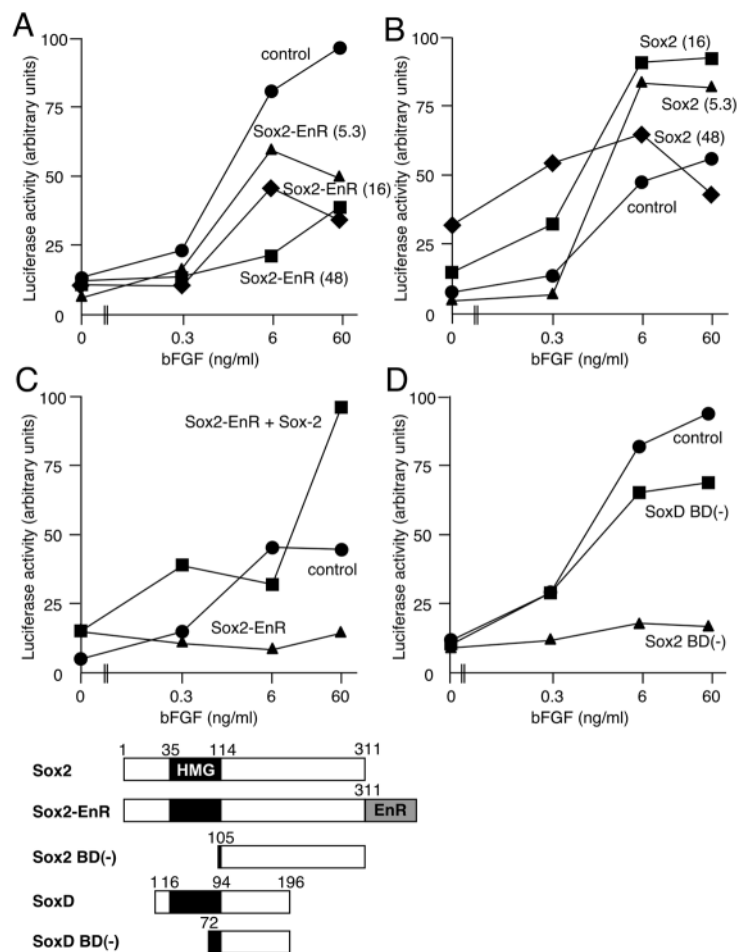 A
Luciferase activity (arbitrary units)
100
75
50
25
0
control
Sox2-EnR (5.3)
Sox2-EnR (16)
Sox2-EnR (48)
0 0.3 6 60
bFGF (ng/ml)
B
Luciferase activity (arbitrary units)
100
75
50
25
0
Sox2 (16)
Sox2 (5.3)
Sox2 (48)
control
0 0.3 6 60
bFGF (ng/ml)
C
Luciferase activity (arbitrary units)
100
75
50
25
0
Sox2-EnR + Sox-2
control
Sox2-EnR
0 0.3 6 60
bFGF (ng/ml)
D
Luciferase activity (arbitrary units)
100
75
50
25
0
control
SoxD BD(-)
Sox2 BD(-)
0 0.3 6 60
bFGF (ng/ml)
1 35 114 311
Sox2 HMG
311
Sox2-EnR EnR
105
Sox2 BD(-)
1 16 94 196
SoxD
72
SoxD BD(-)